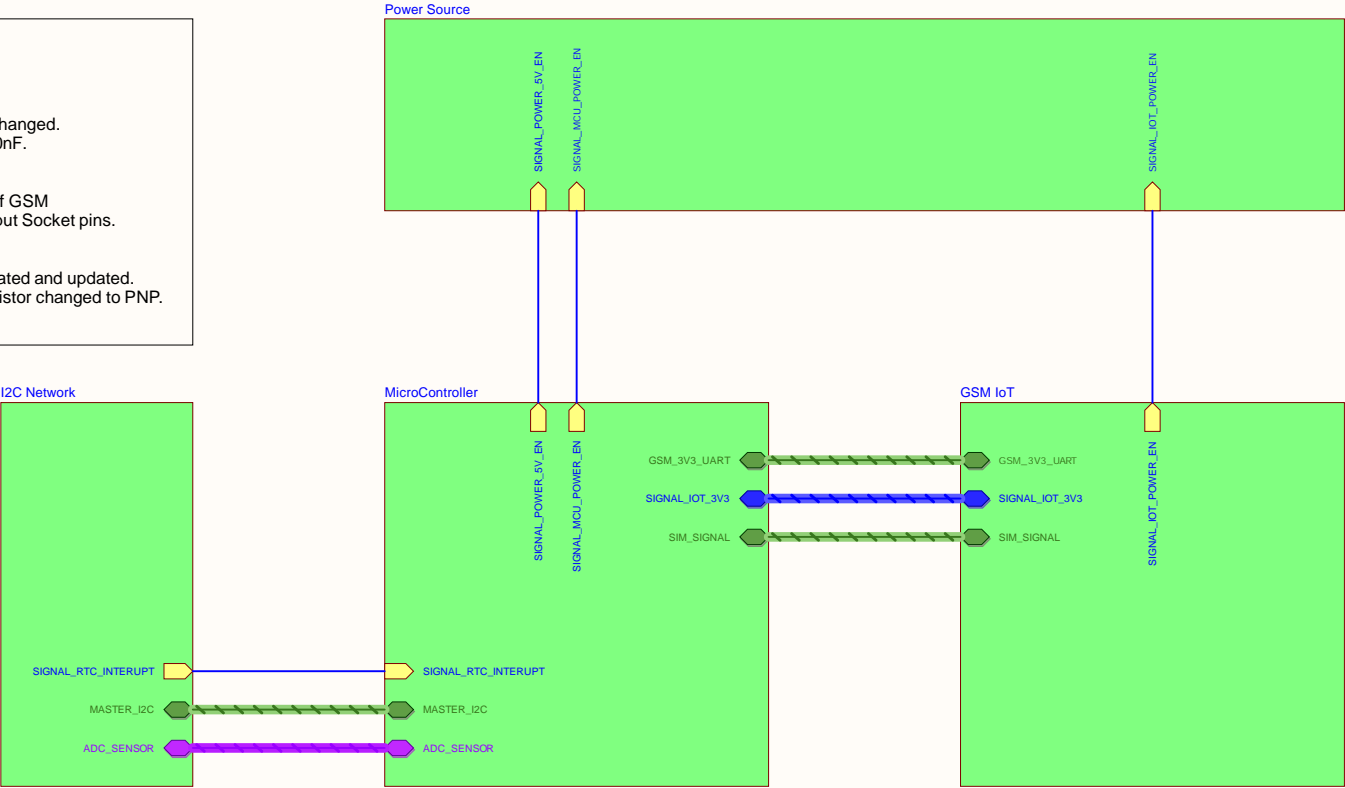 Power Source
SIGNAL_POWER_5V_EN
SIGNAL_MCU_POWER_EN
SIGNAL_IOT_POWER_EN
hanged.
0nF.
f GSM
out Socket pins.
ated and updated.
istor changed to PNP.
I2C Network
SIGNAL_RTC_INTERUPT
MASTER_I2C
ADC_SENSOR
MicroController
SIGNAL_POWER_5V_EN
SIGNAL_MCU_POWER_EN
GSM_3V3_UART
SIGNAL_IOT_3V3
SIM_SIGNAL
SIGNAL_RTC_INTERUPT
MASTER_I2C
ADC_SENSOR
GSM IoT
GSM_3V3_UART
SIGNAL_IOT_3V3
SIM_SIGNAL
SIGNAL_IOT_POWER_EN